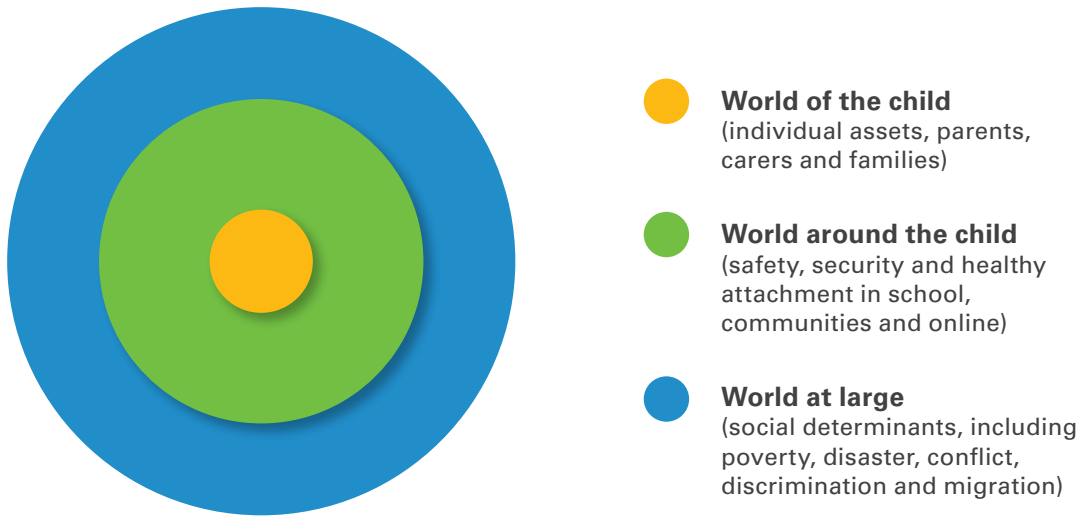 World of the child
(individual assets, parents,
carers and families)
World around the child
(safety, security and healthy
attachment in school,
communities and online)
World at large
(social determinants, including
poverty, disaster, conflict,
discrimination and migration)